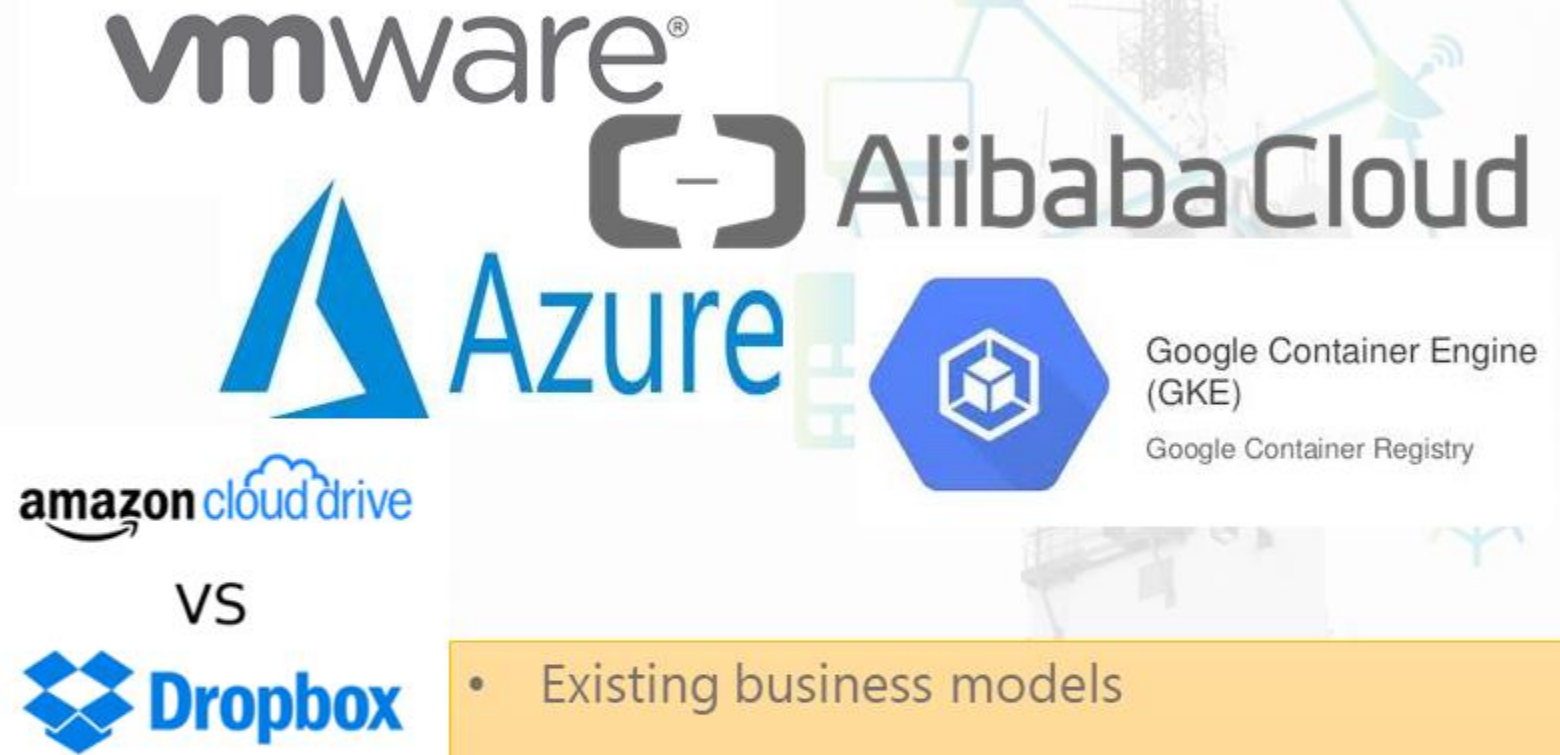 vmware®
Alibaba Cloud
Azure
Google Container Engine
(GKE)
Google Container Registry
amazon cloud drive
VS
Dropbox
• Existing business models